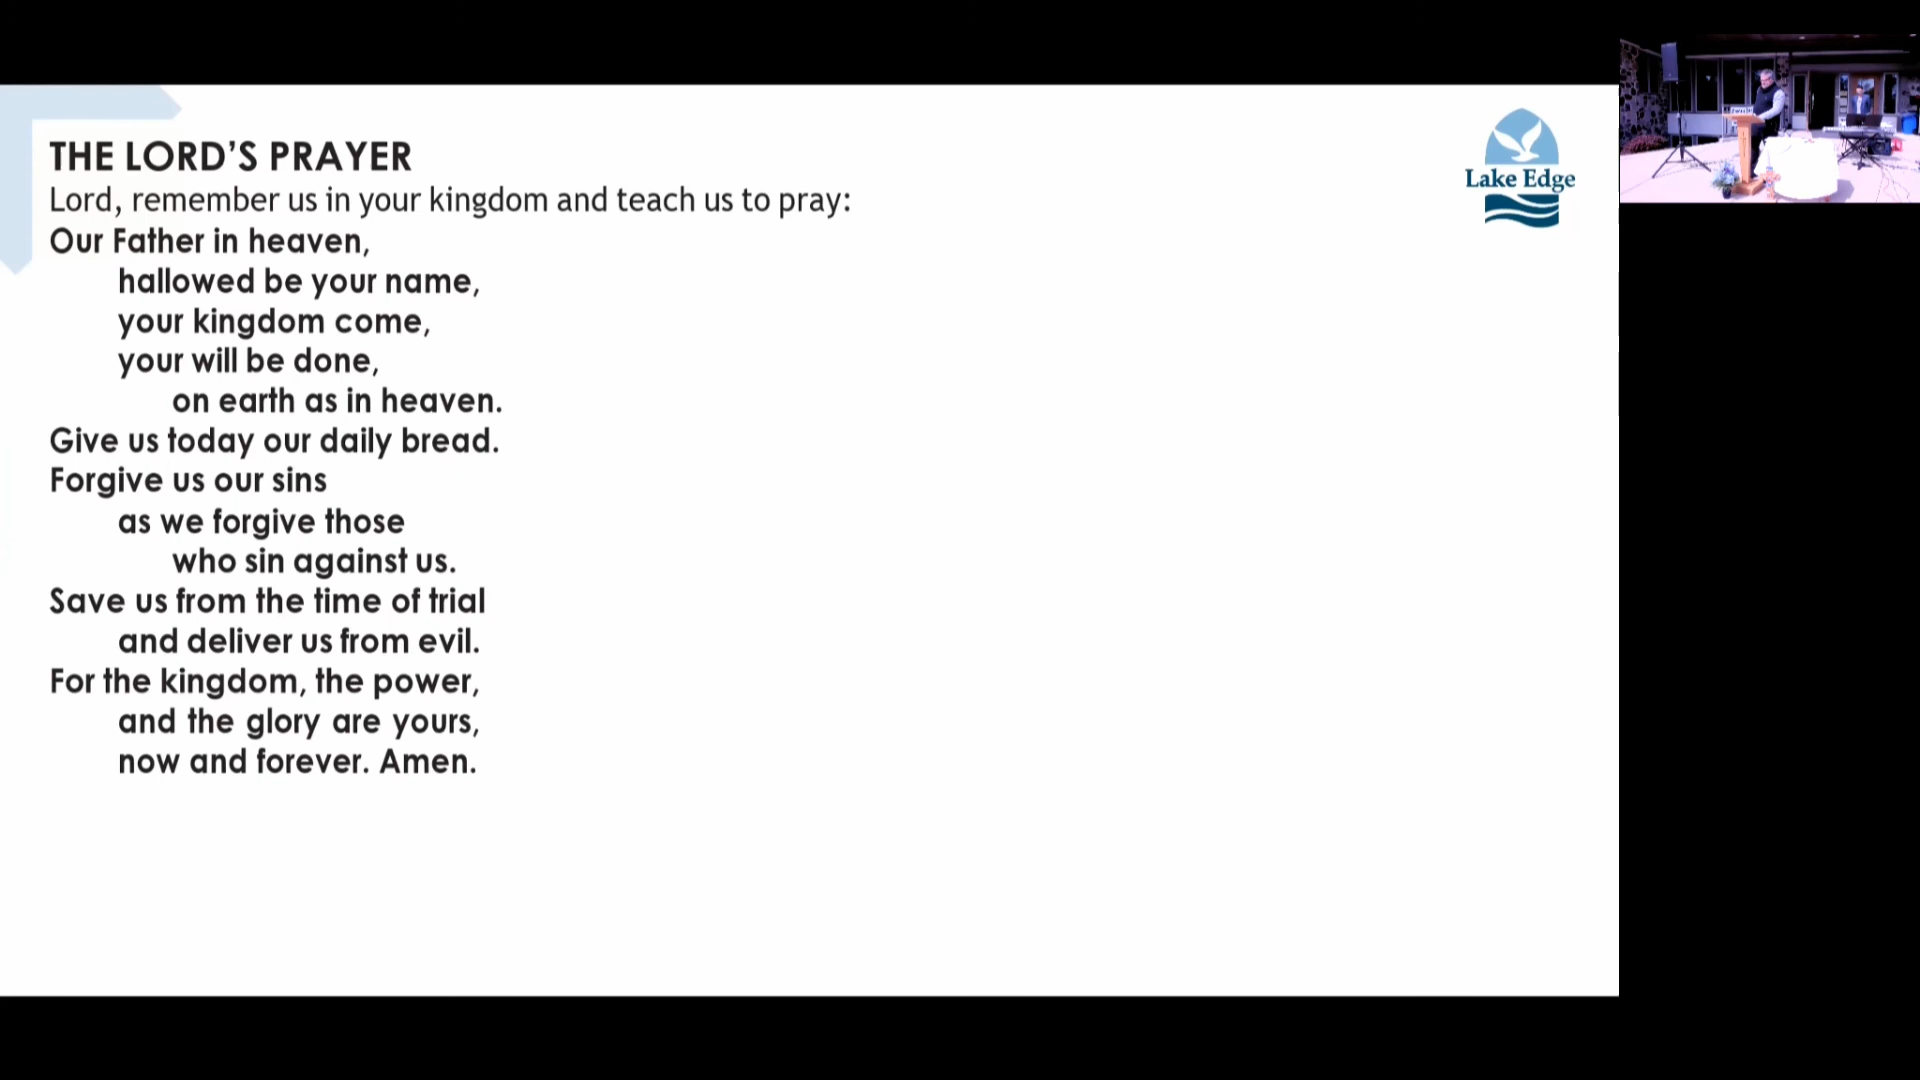 THE LORD’S PRAYER
Lord, remember us in your kingdom and teach us to pray:
Our Father in heaven,
hallowed be your name,
your kingdom come,
your will be done,
on earth as in heaven.
Give us today our daily bread.
Forgive us our sins
as we forgive those
who sin against us.
Save us from the time of trial
and deliver us from evil.
For the kingdom, the power,
and the glory are yours,
now and forever. Amen.
Lake Edge